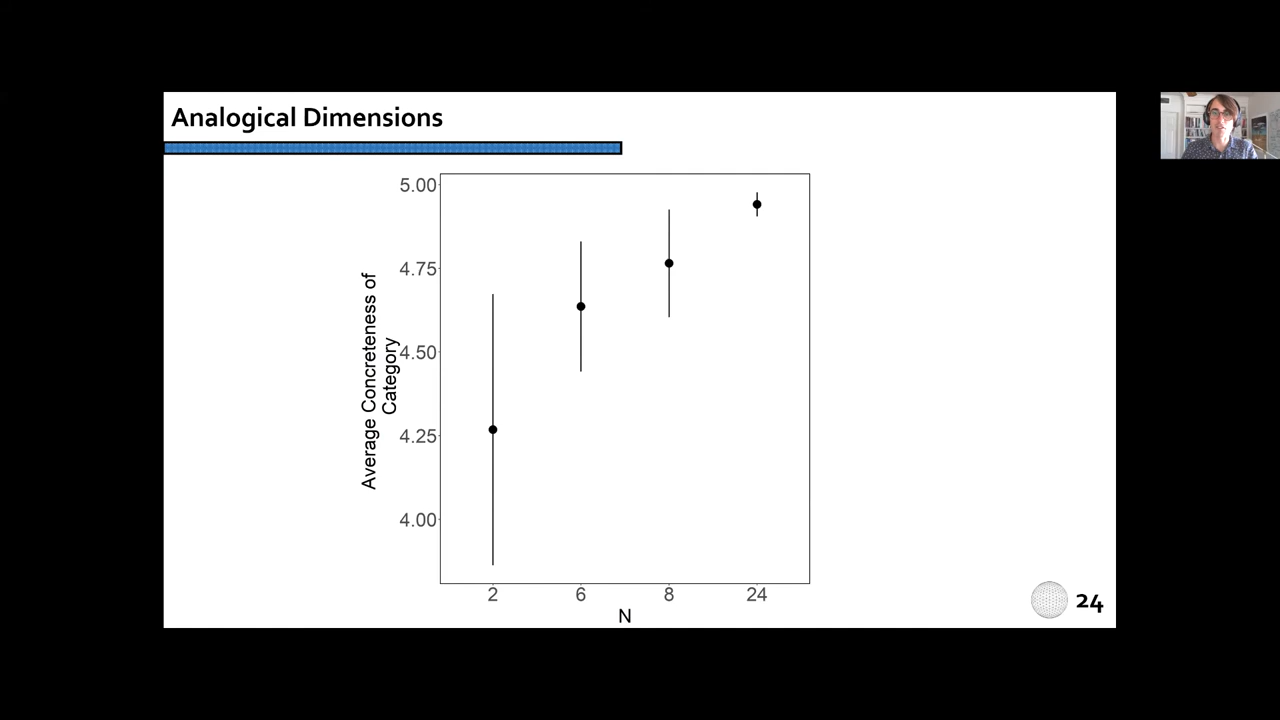 Analogical Dimensions
5.00
4.75
4.50
4.25
4.00
Average Concreteness of
Category
2 6 8 24
N
24